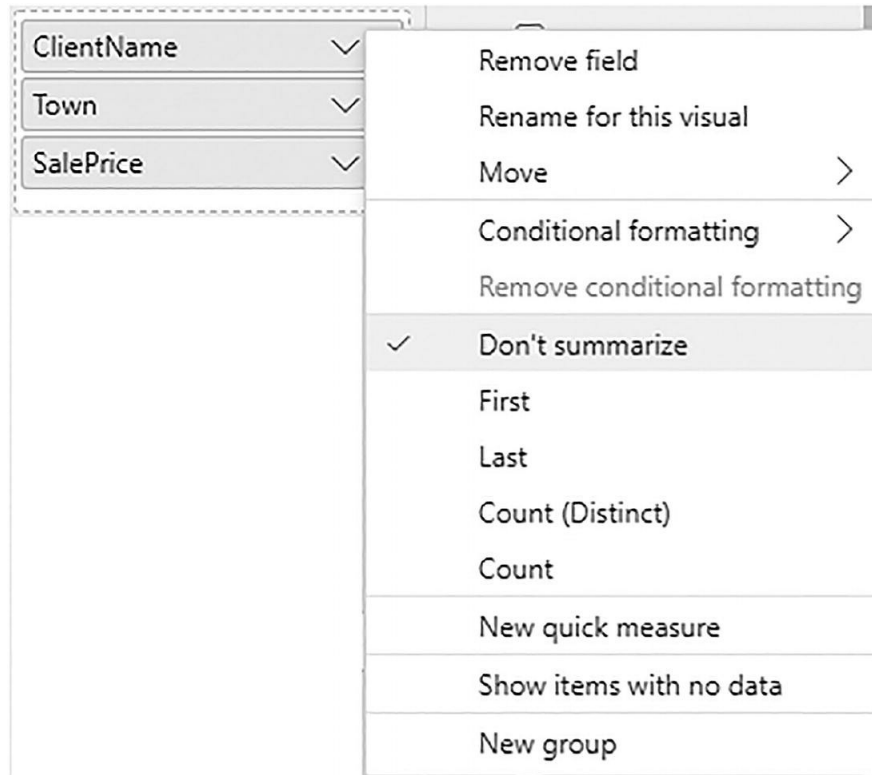 ClientName
Town
SalePrice
Remove field
Rename for this visual
Move
Conditional formatting
Remove conditional formatting
Don't summarize
First
Last
Count (Distinct)
Count
New quick measure
Show items with no data
New group